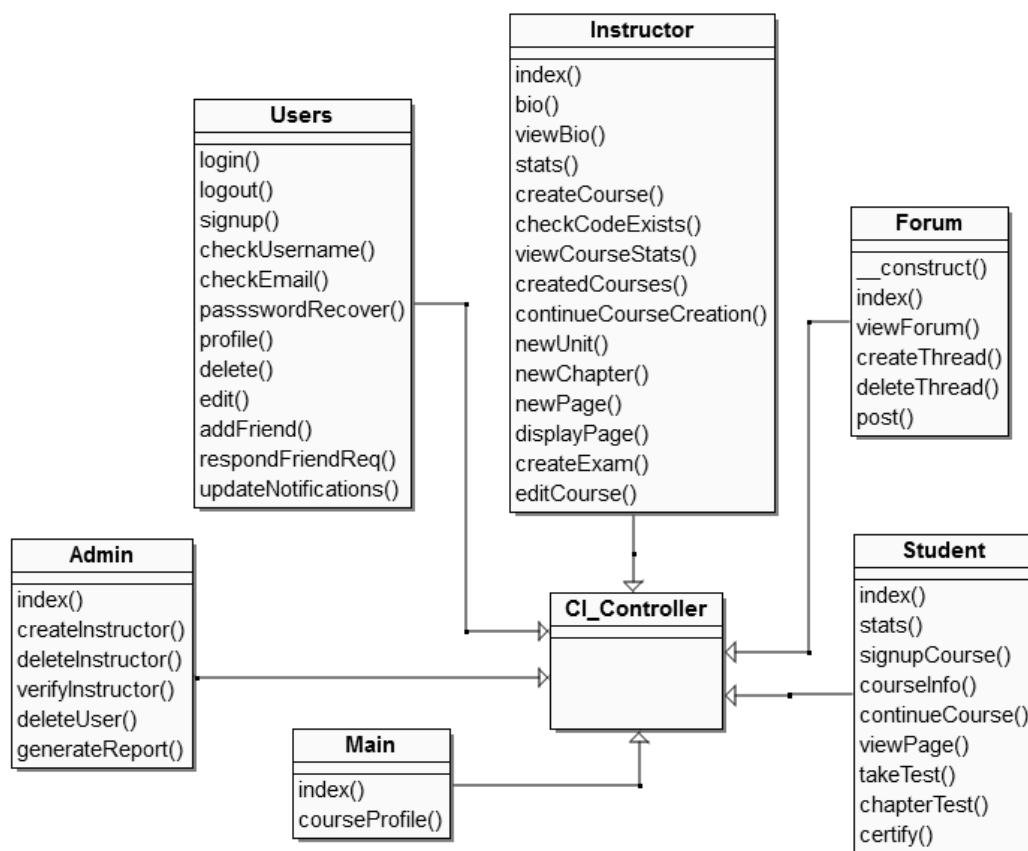 Instructor
index()
bio()
viewBio()
stats()
createCourse()
checkCodeExists()
viewCourseStats()
createdCourses()
continueCourseCreation()
newUnit()
newChapter()
newPage()
displayPage()
createExam()
editCourse()
Users
login()
logout()
signup()
checkUsername()
checkEmail()
passswordRecover()
profile()
delete()
edit()
addFriend()
respondFriendReq()
updateNotifications()
Forum
__construct()
index()
viewForum()
createThread()
deleteThread()
post()
Admin
index()
createInstructor()
deleteInstructor()
verifyInstructor()
deleteUser()
generateReport()
CI_Controller
Student
index()
stats()
signupCourse()
courseInfo()
continueCourse()
viewPage()
takeTest()
chapterTest()
certify()
Main
index()
courseProfile()